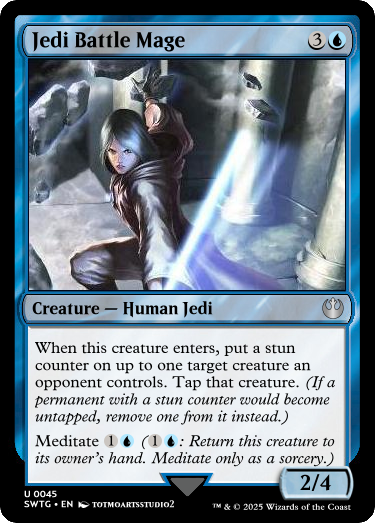 Jedi Battle Mage 3
Creature — Human Jedi
When this creature enters, put a stun
counter on up to one target creature an
opponent controls. Tap that creature. (If a
permanent with a stun counter would become
untapped, remove one from it instead.)
Meditate 1 (1 : Return this creature to
its owner's hand. Meditate only as a sorcery.)
2/4
U 0045
SWTG • EN TOTMOARTSSTUDIO2
™ & © 2025 Wizards of the Coast